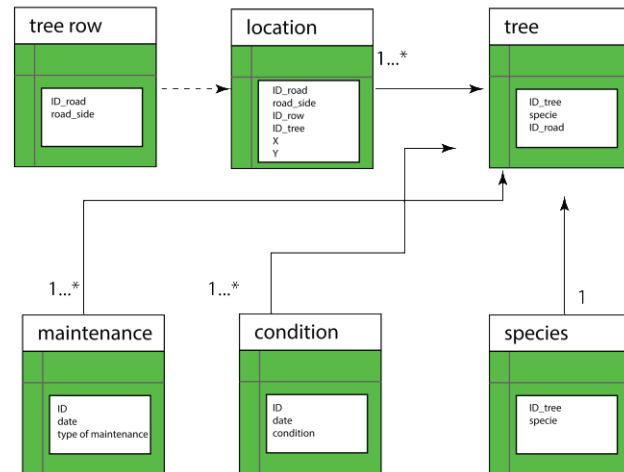 tree row
ID_road
road_side
location
1...*
ID_road
road_side
ID_row
ID_tree
X
Y
tree
ID_tree
specie
ID_road
1...*
maintenance
ID
date
type of maintenance
1...*
condition
ID
date
condition
1
species
ID_tree
specie